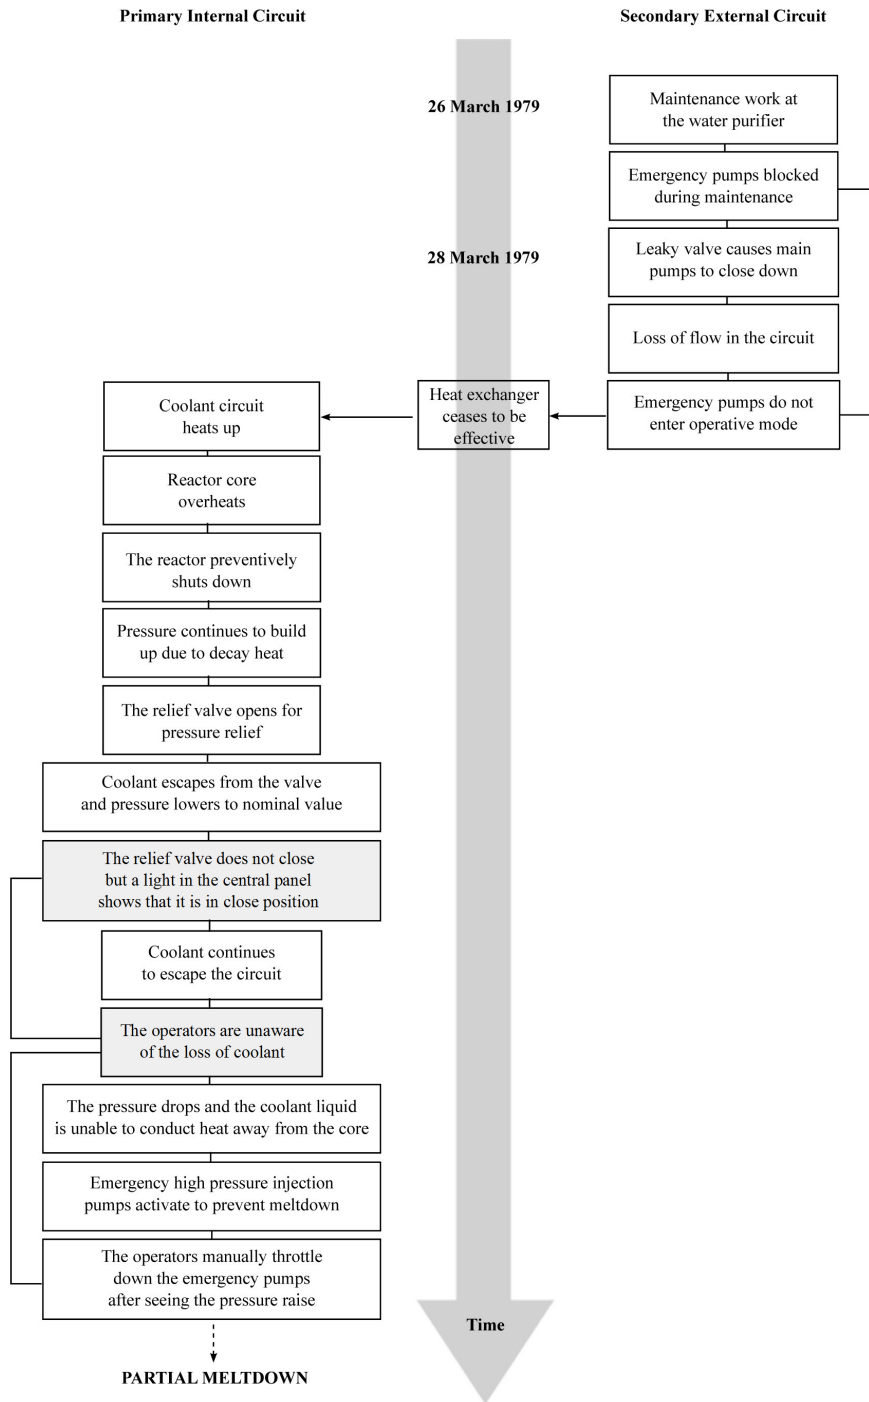 Primary Internal Circuit
Secondary External Circuit
26 March 1979
Maintenance work at
the water purifier
Emergency pumps blocked
during maintenance
28 March 1979
Leaky valve causes main
pumps to close down
Loss of flow in the circuit
Emergency pumps do not
enter operative mode
Heat exchanger
ceases to be
effective
Coolant circuit
heats up
Reactor core
overheats
The reactor preventively
shuts down
Pressure continues to build
up due to decay heat
The relief valve opens for
pressure relief
Coolant escapes from the valve
and pressure lowers to nominal value
The relief valve does not close
but a light in the central panel
shows that it is in close position
Coolant continues
to escape the circuit
The operators are unaware
of the loss of coolant
The pressure drops and the coolant liquid
is unable to conduct heat away from the core
Emergency high pressure injection
pumps activate to prevent meltdown
The operators manually throttle
down the emergency pumps
after seeing the pressure raise
Time
PARTIAL MELTDOWN